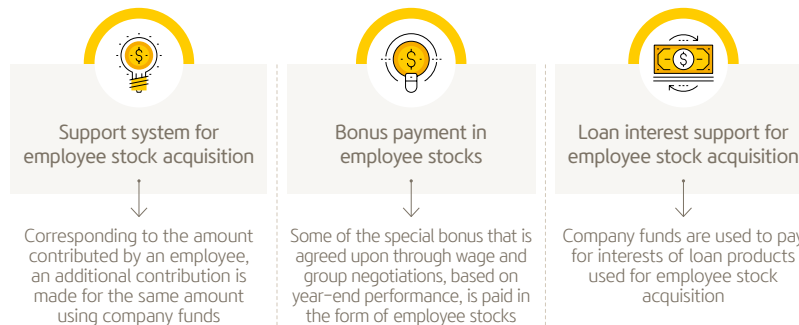 Support system for
employee stock acquisition
Corresponding to the amount
contributed by an employee,
an additional contribution is
made for the same amount
using company funds
Bonus payment in
employee stocks
Some of the special bonus that is
agreed upon through wage and
group negotiations, based on
year-end performance, is paid in
the form of employee stocks
Loan interest support for
employee stock acquisition
Company funds are used to pay
for interests of loan products
used for employee stock
acquisition